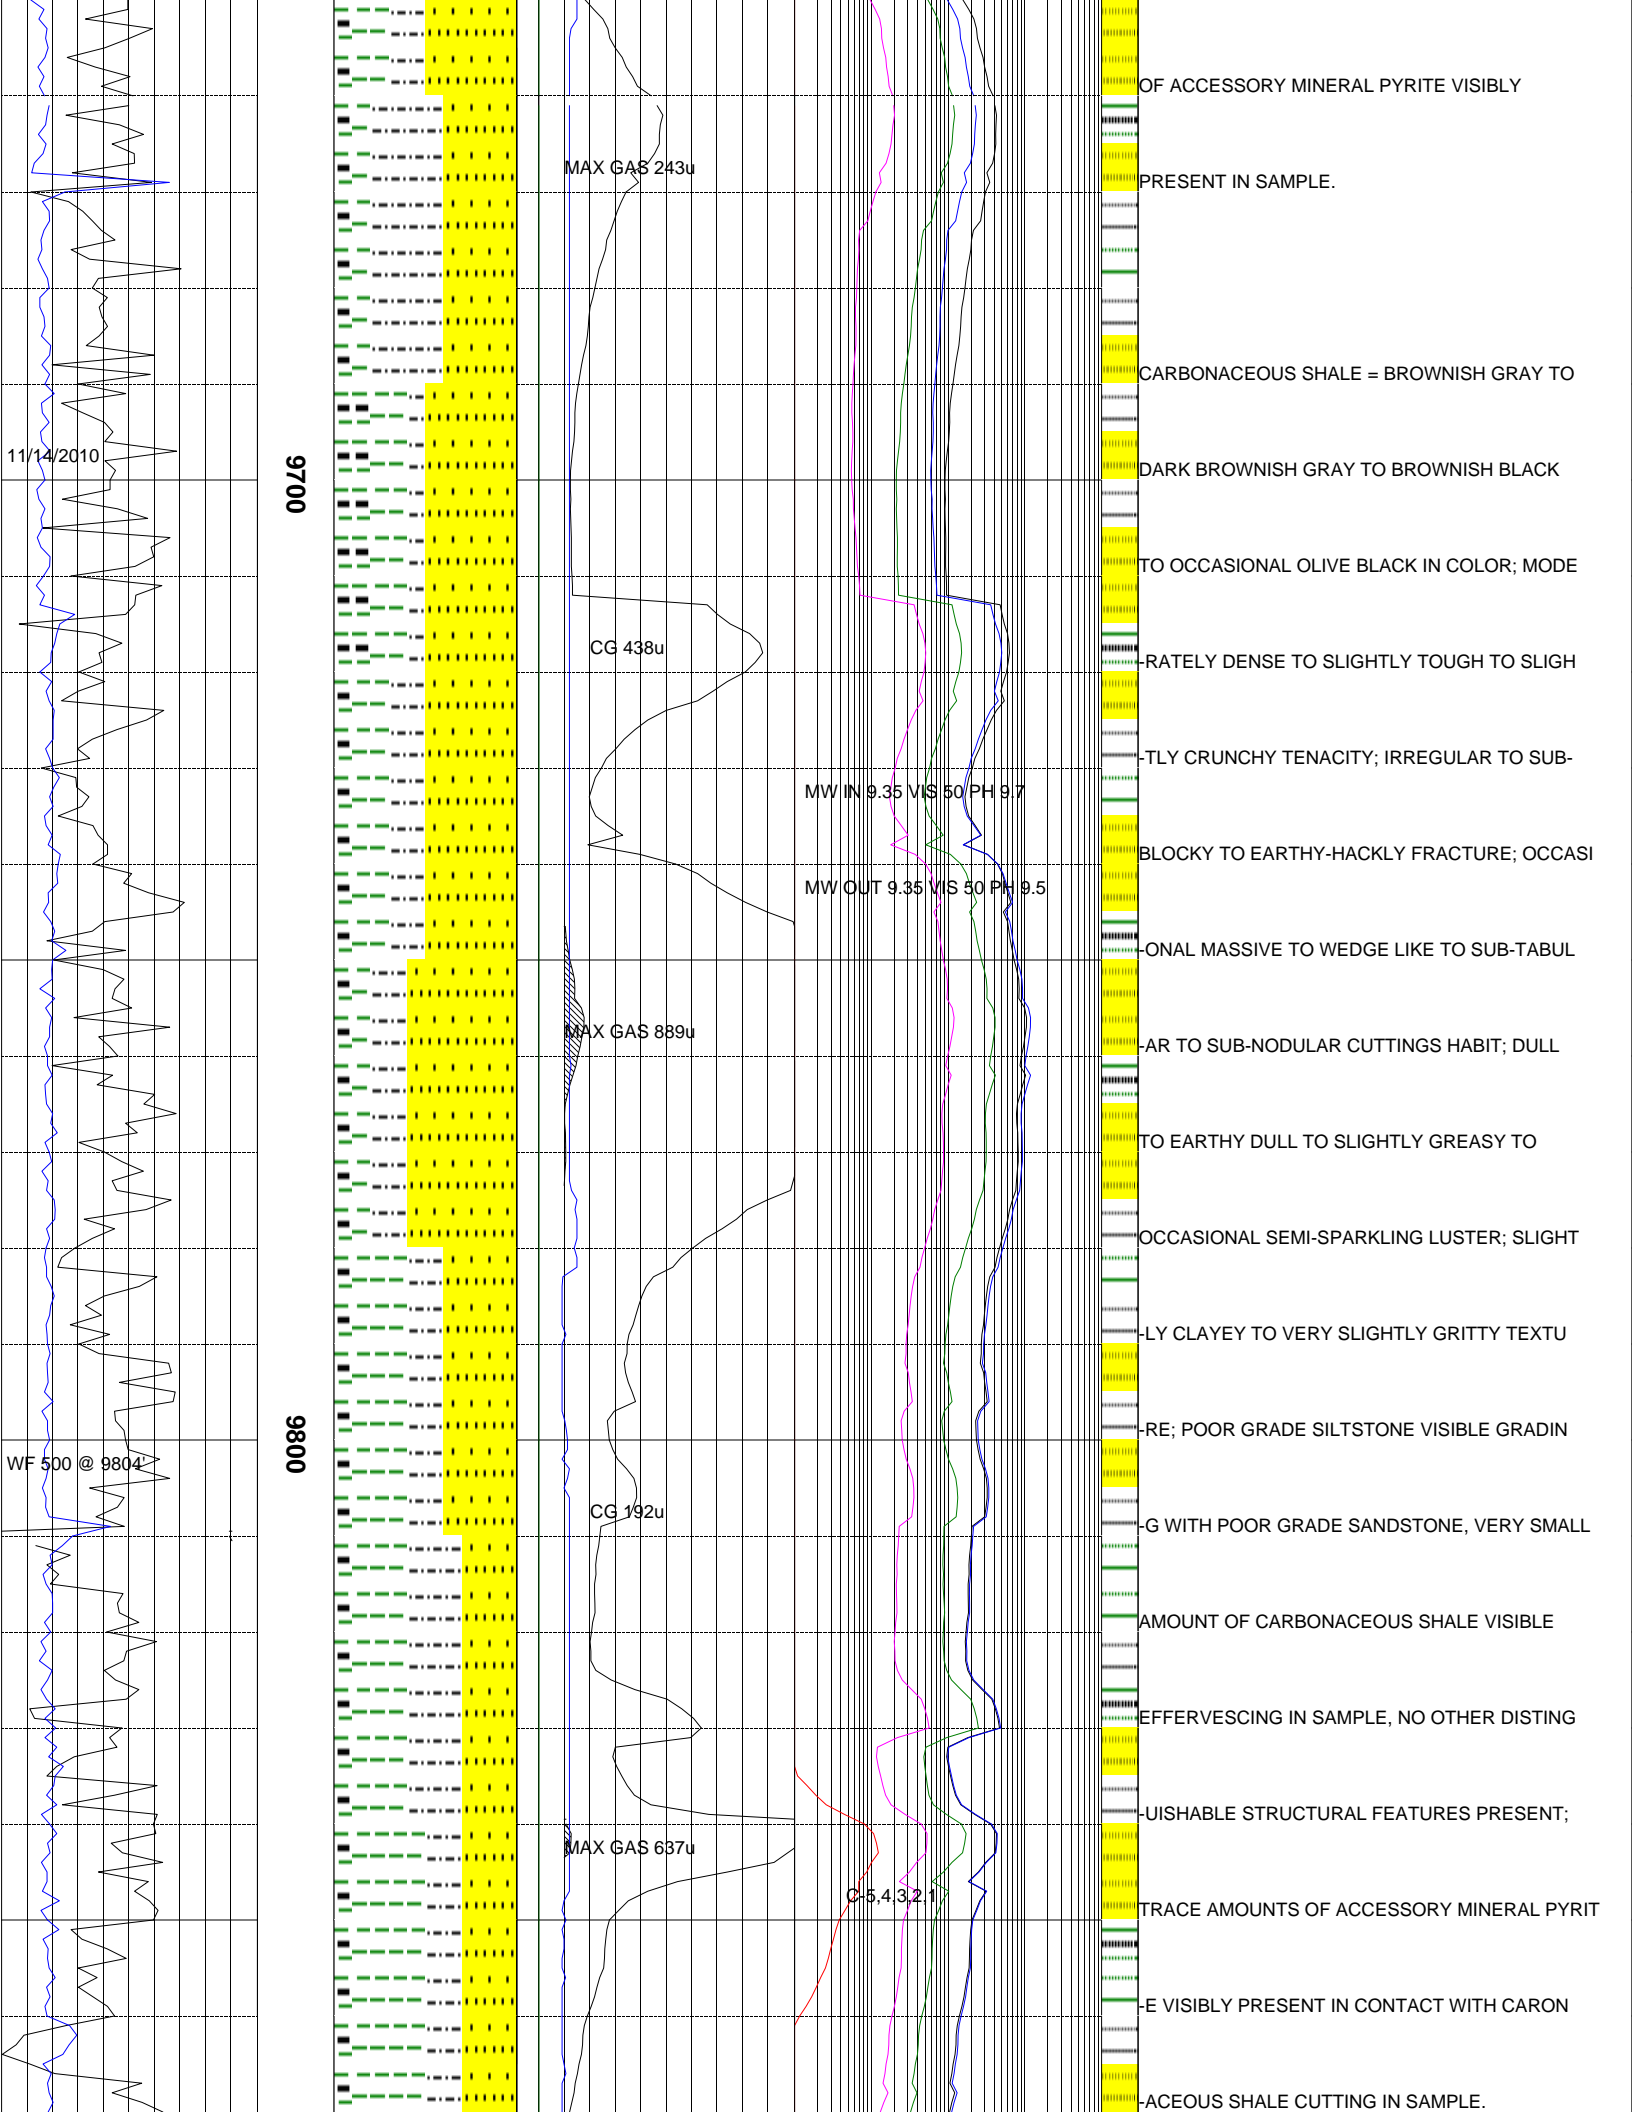 OF ACCESSORY MINERAL PYRITE VISIBLY
MAX GAS 243u
PRESENT IN SAMPLE.
CARBONACEOUS SHALE = BROWNISH GRAY TO
11/14/2010
9700
DARK BROWNISH GRAY TO BROWNISH BLACK
TO OCCASIONAL OLIVE BLACK IN COLOR; MODE
CG 438u
-RATELY DENSE TO SLIGHTLY TOUGH TO SLIGH
-TLY CRUNCHY TENACITY; IRREGULAR TO SUB-
MW IN 9.35 VIS 50 PH 9.7
BLOCKY TO EARTHY-HACKLY FRACTURE; OCCASI
MW OUT 9.35 VIS 50 PH 9.5
-ONAL MASSIVE TO WEDGE LIKE TO SUB-TABUL
MAX GAS 889u
-AR TO SUB-NODULAR CUTTINGS HABIT; DULL
TO EARTHY DULL TO SLIGHTLY GREASY TO
OCCASIONAL SEMI-SPARKLING LUSTER; SLIGHT
-LY CLAYEY TO VERY SLIGHTLY GRITTY TEXTU
9800
-RE; POOR GRADE SILTSTONE VISIBLE GRADIN
WF 500 @ 9804'
CG 192u
-G WITH POOR GRADE SANDSTONE, VERY SMALL
AMOUNT OF CARBONACEOUS SHALE VISIBLE
EFFERVESCING IN SAMPLE, NO OTHER DISTING
-UISHABLE STRUCTURAL FEATURES PRESENT;
MAX GAS 637u
C-5,4,3,2,1
TRACE AMOUNTS OF ACCESSORY MINERAL PYRIT
-E VISIBLY PRESENT IN CONTACT WITH CARON
-ACEOUS SHALE CUTTING IN SAMPLE.